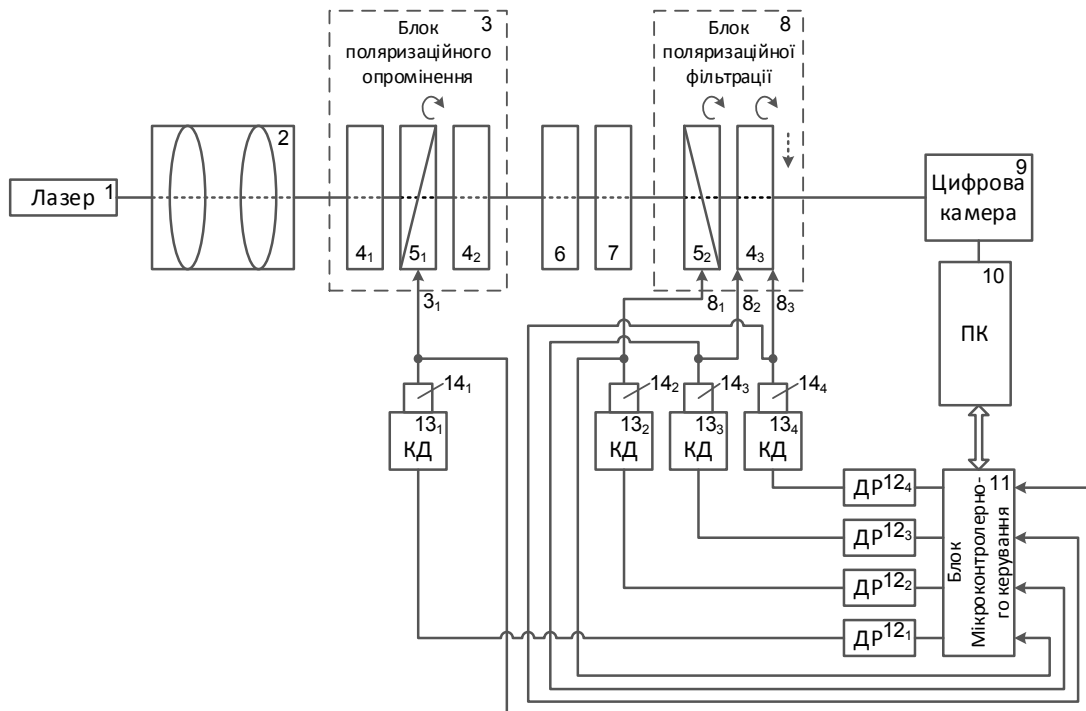 Блок 3
поляризаційного
опромінення
Блок 8
поляризаційної
фільтрації
Лазер 1
2
4₁
5₁
4₂
6
7
5₂
4₃
9
Цифрова
камера
3₁
8₁
8₂
8₃
10
ПК
14₁
14₂
14₃
14₄
13₁
КД
13₂
КД
13₃
КД
13₄
КД
ДР12₄
ДР12₃
ДР12₂
ДР12₁
11
Блок
Мікроконтролерно-
го керування